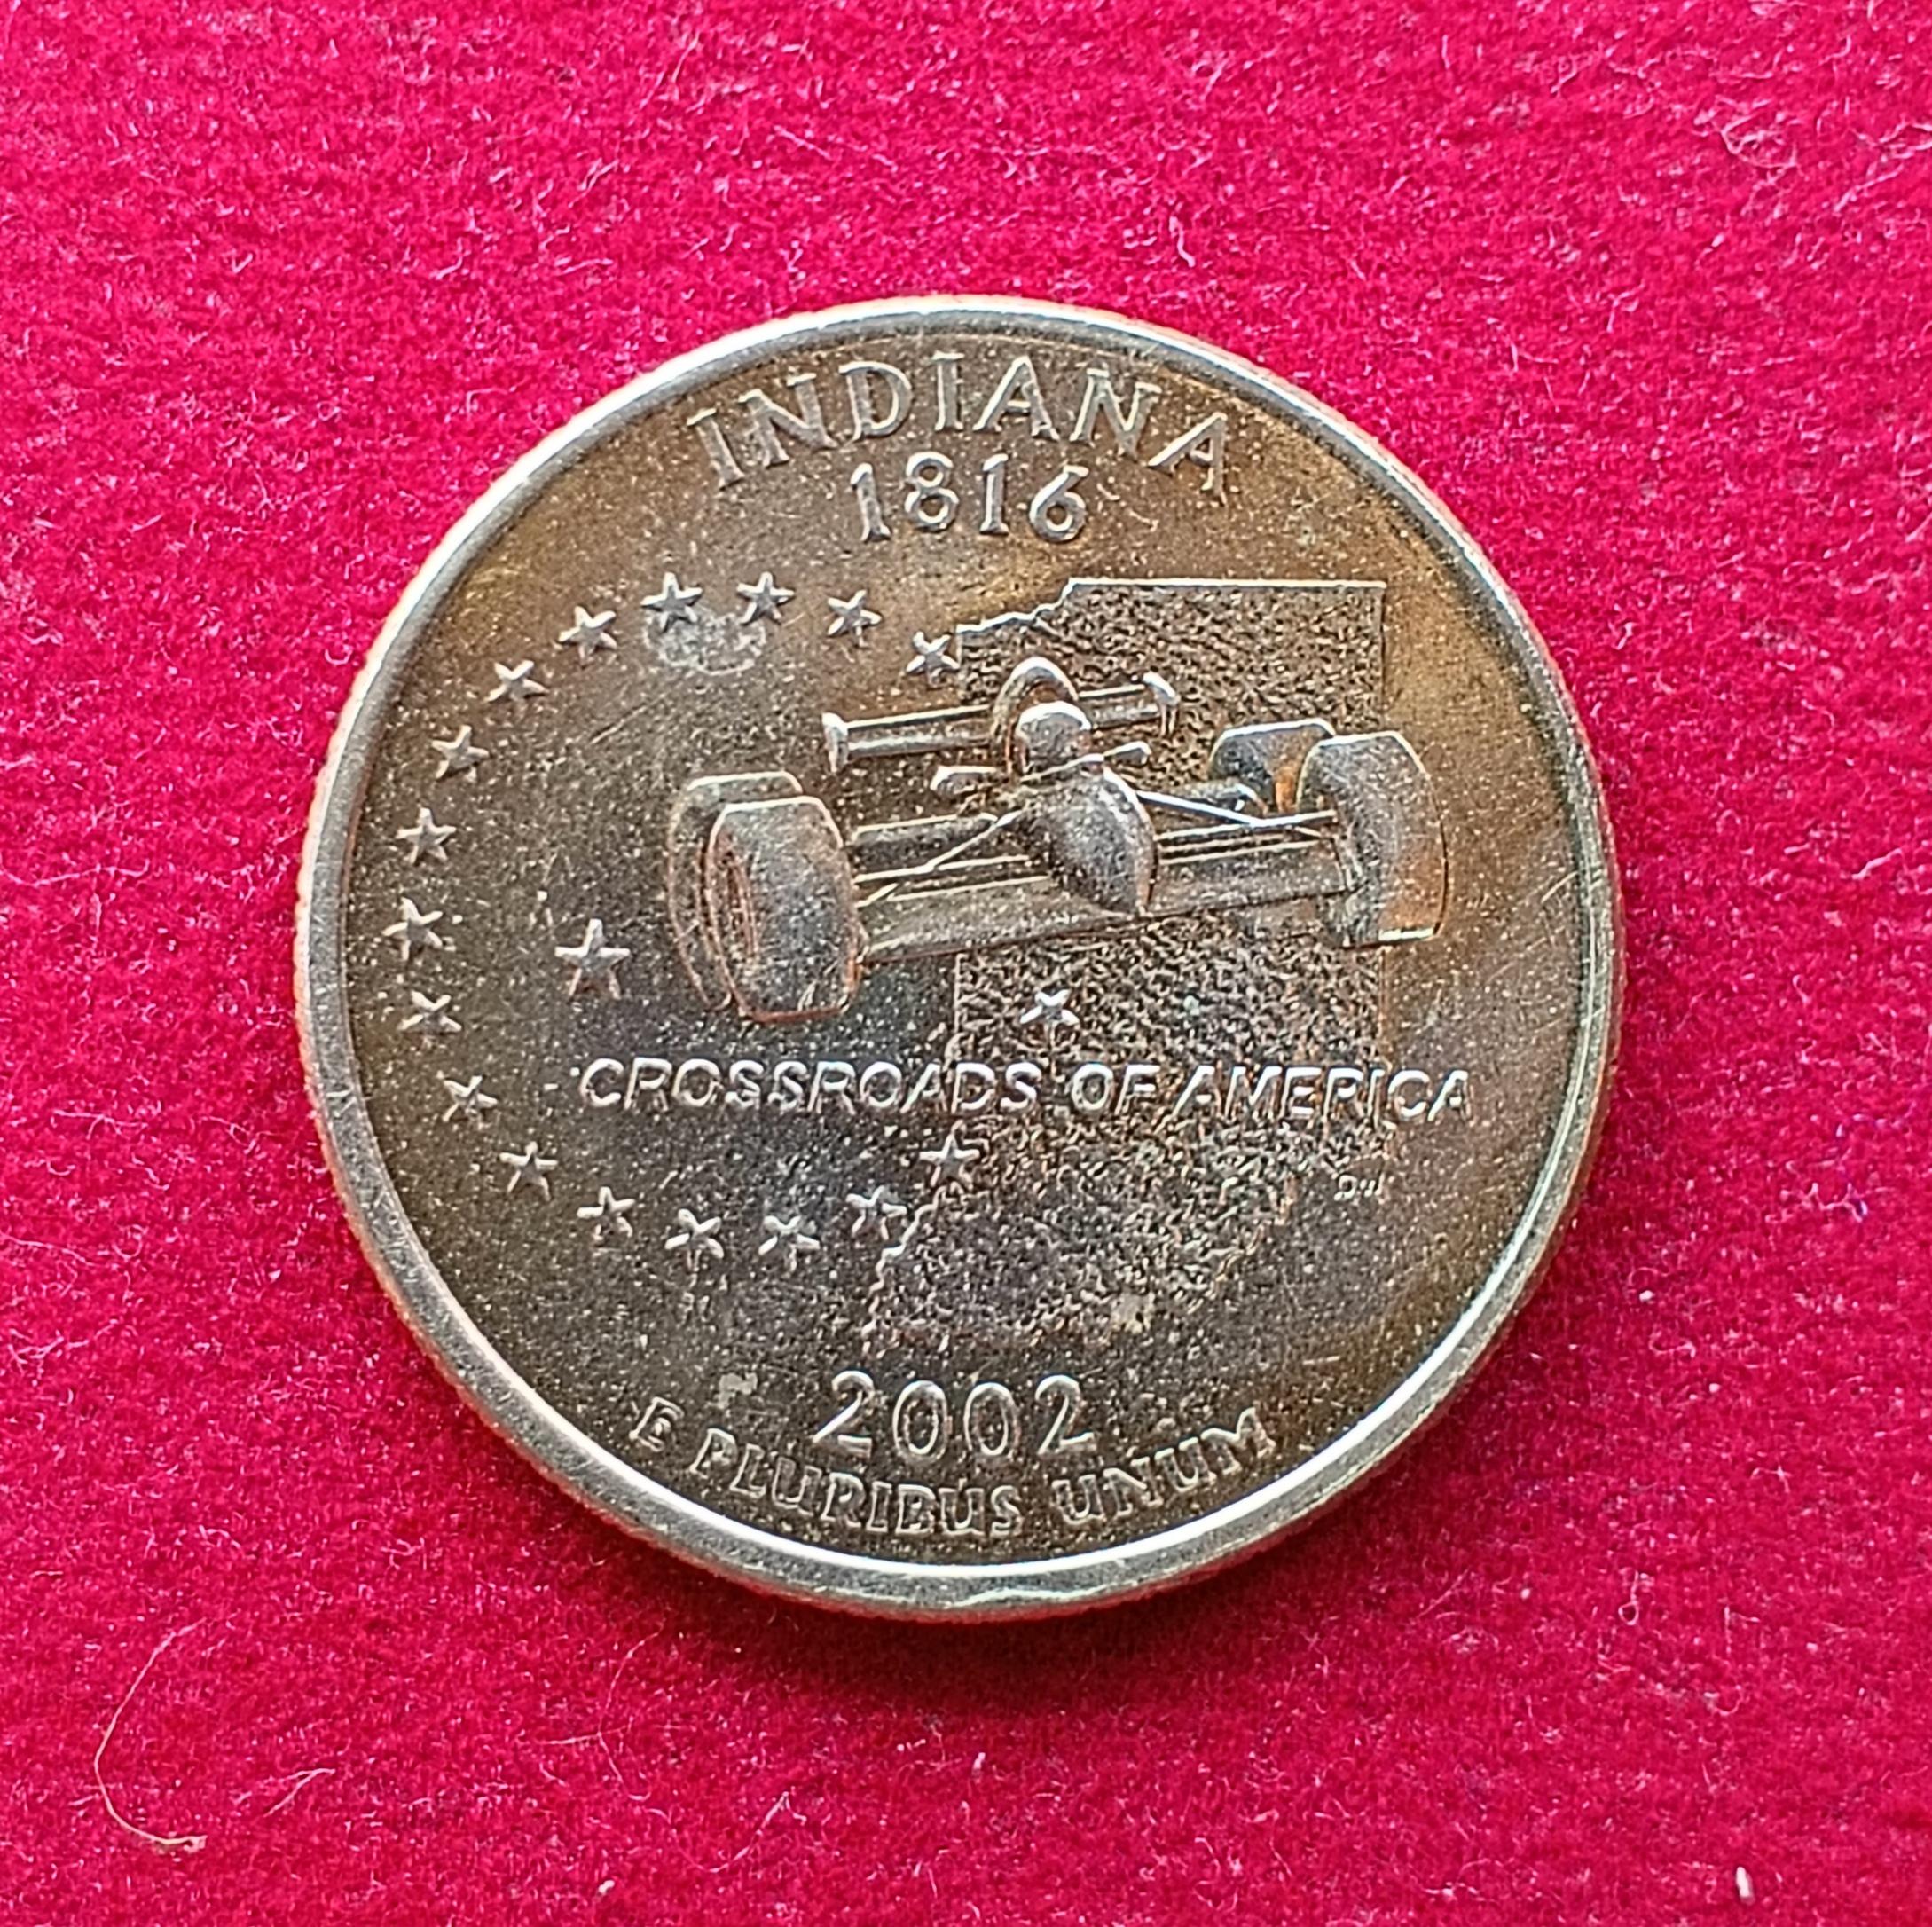 INDIANA
1816
CROSSROADS OF AMERICA
2002
E PLURIBUS UNUM